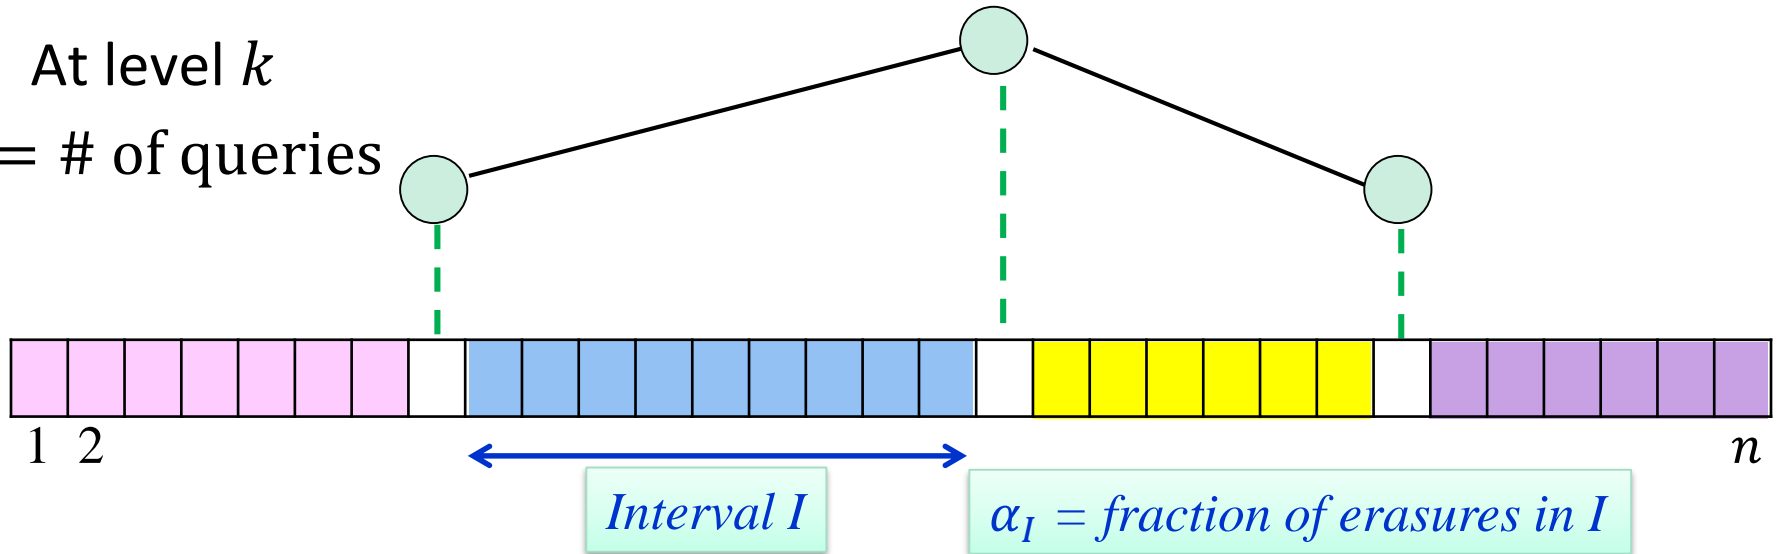 At level k
= # of queries
1 2 n
Interval I
α_I = fraction of erasures in I